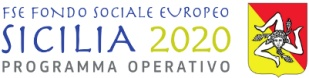 FSE FONDO SOCIALE EUROPEO
SICILIA 2020
PROGRAMMA OPERATIVO